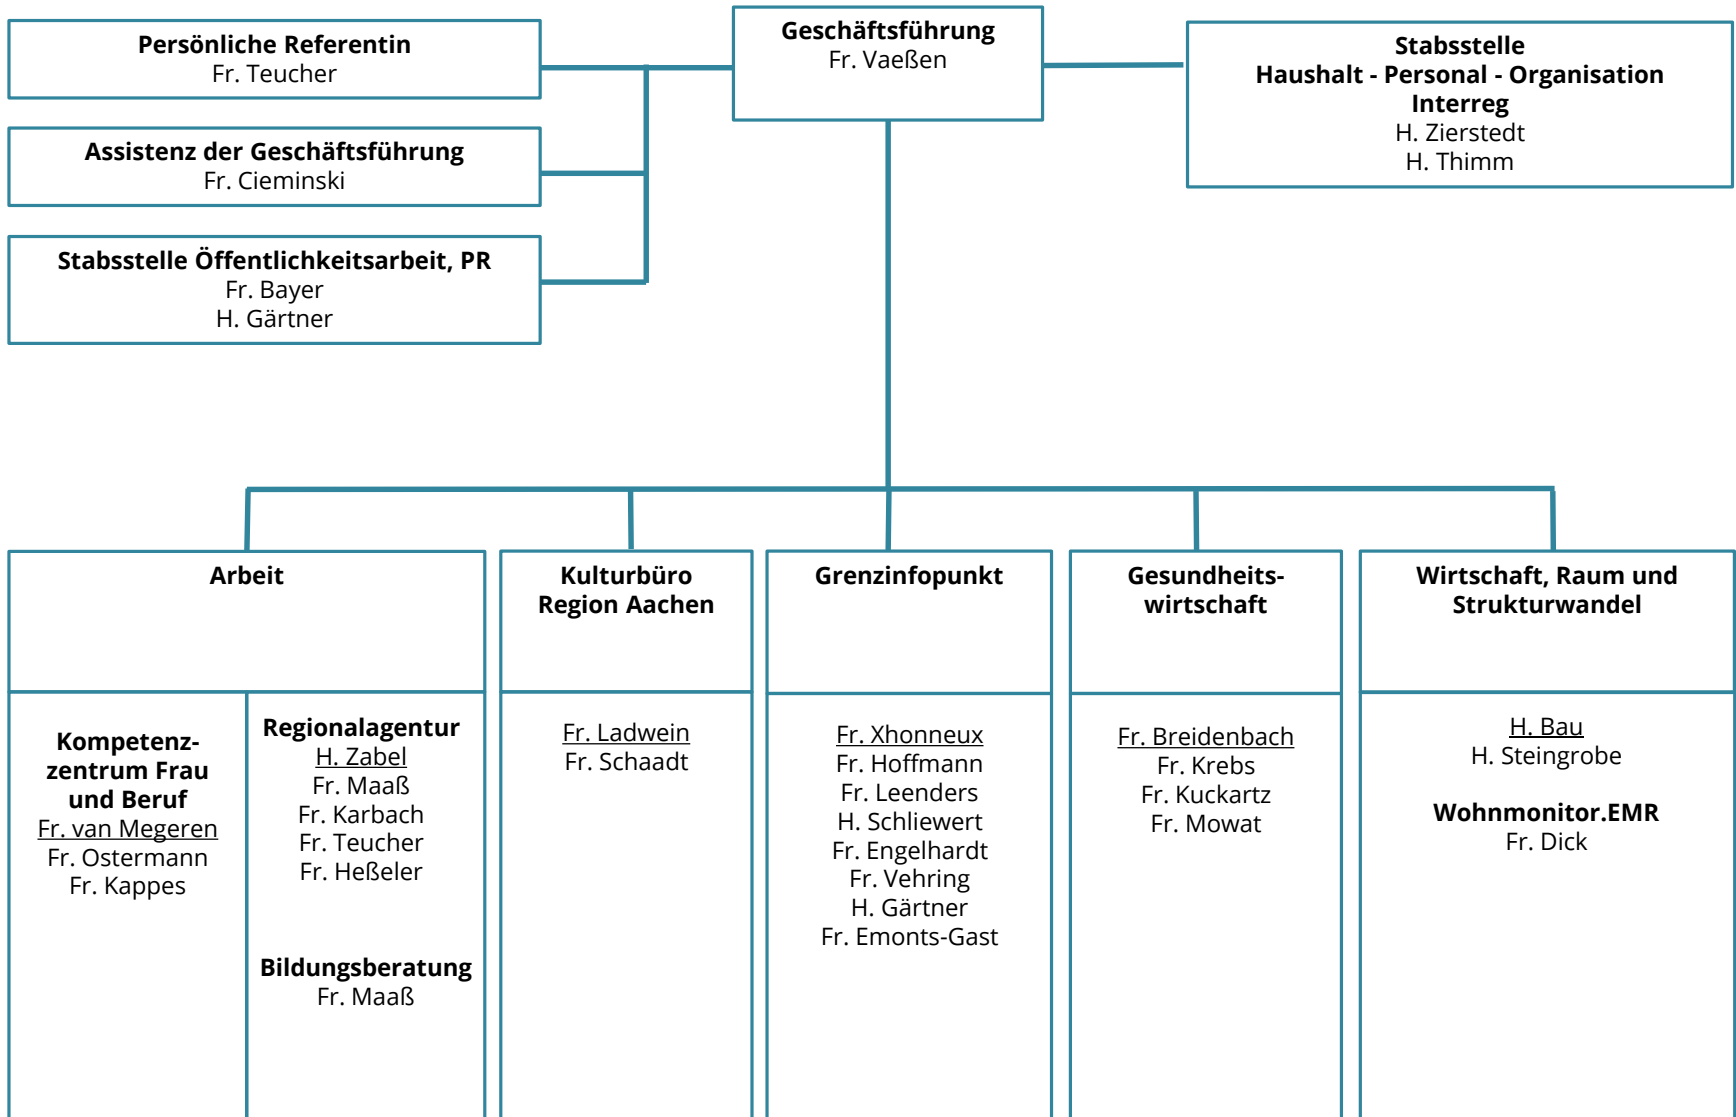 Persönliche Referentin
Fr. Teucher
Geschäftsführung
Fr. Vaeßen
Stabsstelle
Haushalt - Personal - Organisation
Interreg
H. Zierstedt
H. Thimm
Assistenz der Geschäftsführung
Fr. Cieminski
Stabsstelle Öffentlichkeitsarbeit, PR
Fr. Bayer
H. Gärtner
Arbeit
Kompetenz-
zentrum Frau
und Beruf
Fr. van Megeren
Fr. Ostermann
Fr. Kappes
Regionalagentur
H. Zabel
Fr. Maaß
Fr. Karbach
Fr. Teucher
Fr. Heßeler
Bildungsberatung
Fr. Maaß
Kulturbüro
Region Aachen
Fr. Ladwein
Fr. Schaadt
Grenzinfopunkt
Fr. Xhonneux
Fr. Hoffmann
Fr. Leenders
H. Schliewert
Fr. Engelhardt
Fr. Vehring
H. Gärtner
Fr. Emonts-Gast
Gesundheits-
wirtschaft
Fr. Breidenbach
Fr. Krebs
Fr. Kuckartz
Fr. Mowat
Wirtschaft, Raum und
Strukturwandel
H. Bau
H. Steingrobe
Wohnmonitor.EMR
Fr. Dick